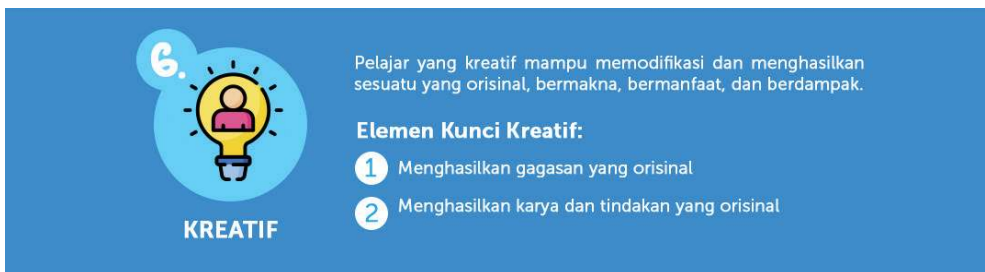 6.
KREATIF
Pelajar yang kreatif mampu memodifikasi dan menghasilkan
sesuatu yang orisinal, bermakna, bermanfaat, dan berdampak.
Elemen Kunci Kreatif:
1 Menghasilkan gagasan yang orisinal
2 Menghasilkan karya dan tindakan yang orisinal